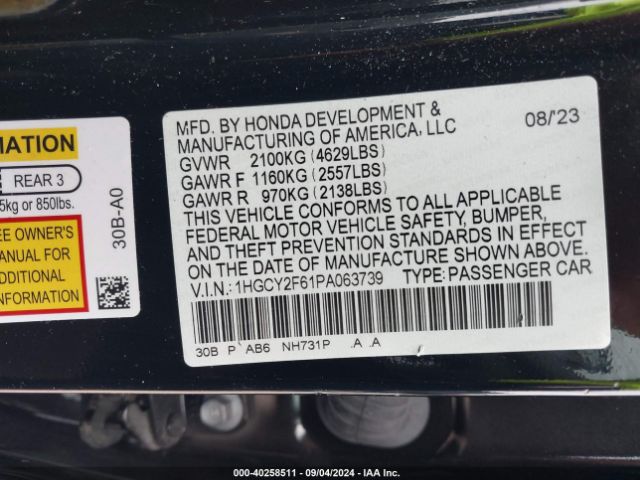 MFD. BY HONDA DEVELOPMENT &
MANUFACTURING OF AMERICA, LLC 08/23
GVWR 2100KG (4629LBS)
GAWR F 1160KG (2557LBS)
GAWR R 970KG (2138LBS)
THIS VEHICLE CONFORMS TO ALL APPLICABLE
FEDERAL MOTOR VEHICLE SAFETY, BUMPER,
AND THEFT PREVENTION STANDARDS IN EFFECT
ON THE DATE OF MANUFACTURE SHOWN ABOVE.
V.I.N.:1HGCY2F61PA063739 TYPE:PASSENGER CAR
30B P AB6 NH731P .A .A
MATION
REAR 3
5kg or 850lbs.
EE OWNER'S
MANUAL FOR
ADDITIONAL
INFORMATION
30B-A0
000-40258511 - 09/04/2024 - IAA Inc.